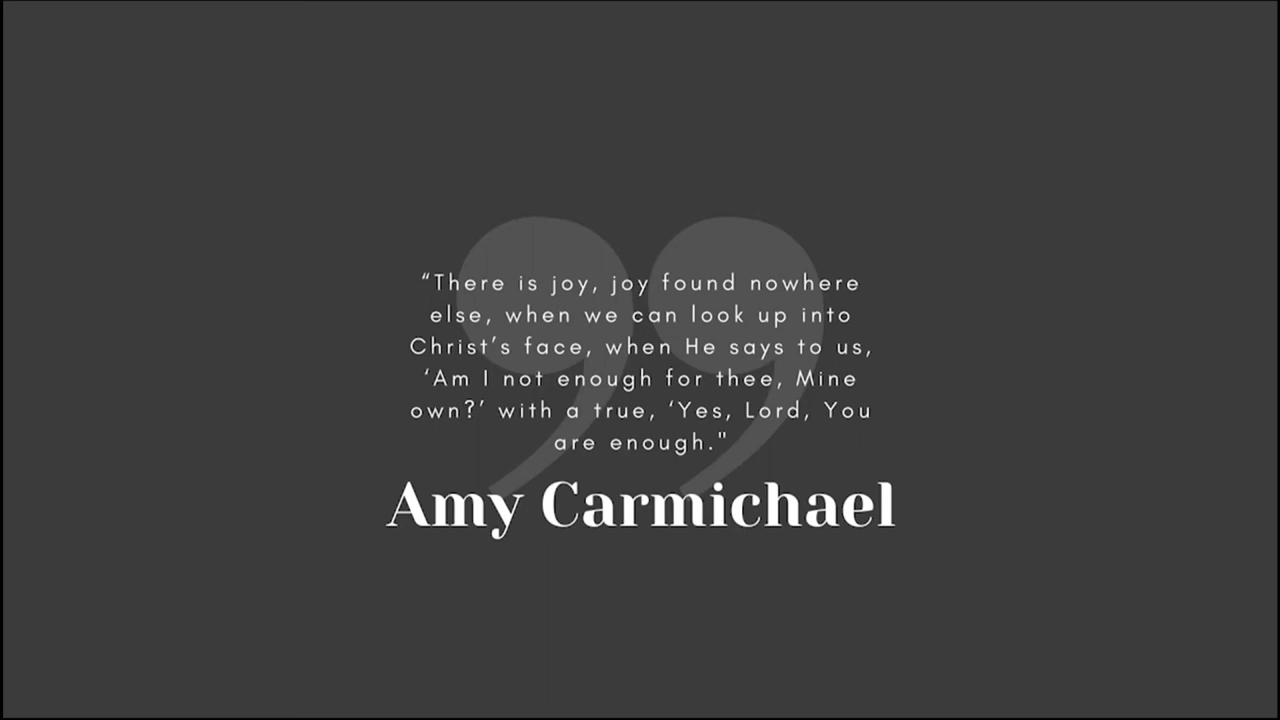 “There is joy, joy found nowhere
else, when we can look up into
Christ’s face, when He says to us,
‘Am I not enough for thee, Mine
own?’ with a true, ‘Yes, Lord, You
are enough."
Amy Carmichael